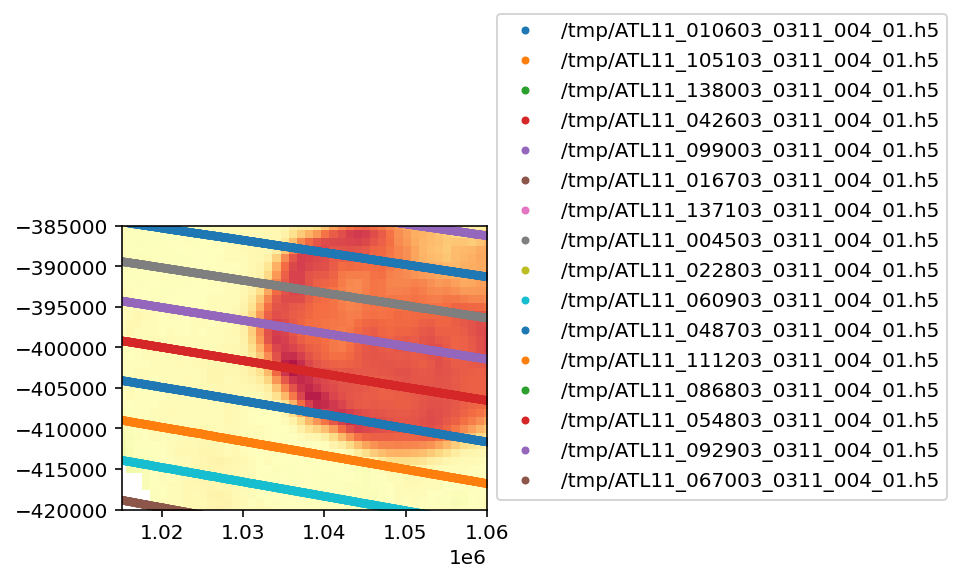 /tmp/ATL11_010603_0311_004_01.h5
/tmp/ATL11_105103_0311_004_01.h5
/tmp/ATL11_138003_0311_004_01.h5
/tmp/ATL11_042603_0311_004_01.h5
/tmp/ATL11_099003_0311_004_01.h5
/tmp/ATL11_016703_0311_004_01.h5
/tmp/ATL11_137103_0311_004_01.h5
/tmp/ATL11_004503_0311_004_01.h5
/tmp/ATL11_022803_0311_004_01.h5
/tmp/ATL11_060903_0311_004_01.h5
/tmp/ATL11_048703_0311_004_01.h5
/tmp/ATL11_111203_0311_004_01.h5
/tmp/ATL11_086803_0311_004_01.h5
/tmp/ATL11_054803_0311_004_01.h5
/tmp/ATL11_092903_0311_004_01.h5
/tmp/ATL11_067003_0311_004_01.h5
−385000
−390000
−395000
−400000
−405000
−410000
−415000
−420000
1.02 1.03 1.04 1.05 1.06
1e6